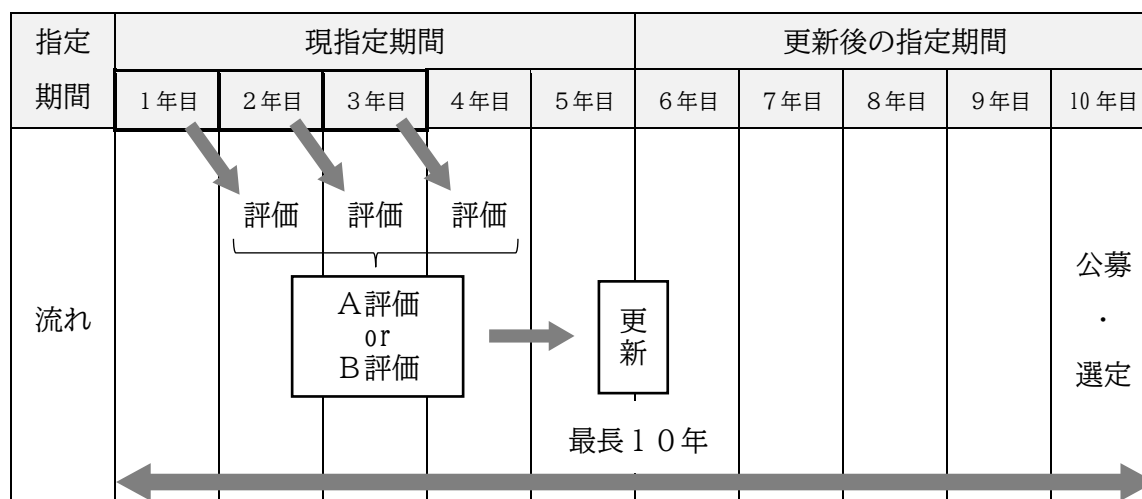 指定期間
現指定期間
更新後の指定期間
1年目
２年目
３年目
４年目
５年目
６年目
７年目
８年目
９年目
10年目
流れ
評価
評価
評価
Ａ評価
or
Ｂ評価
更新
公募
・
選定
最長１０年